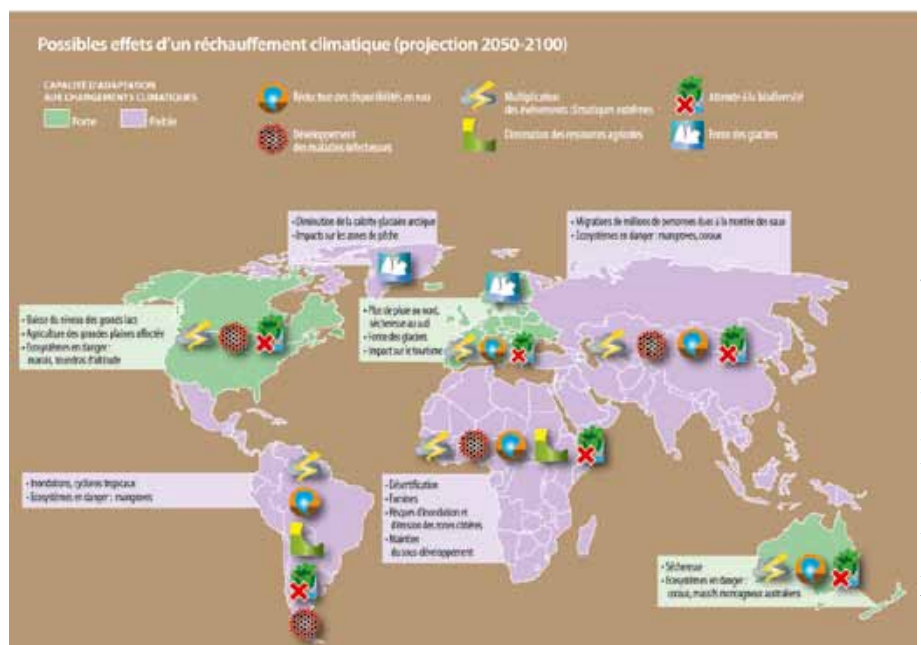 Possibles effets d'un réchauffement climatique (projection 2050-2100)
CAPACITÉ D'ADAPTATION
AUX CHANGEMENTS CLIMATIQUES
Forte
Faible
Réduction des disponibilités en eau
Développement
des maladies infectieuses
Multiplication
des événements climatiques extrêmes
Diminution des ressources agricoles
Atteinte à la biodiversité
Fonte des glaciers
• Diminution de la calotte glaciaire arctique
• Impacts sur les zones de pêche
• Migrations de millions de personnes dues à la montée des eaux
• Ecosystèmes en danger : mangroves, coraux
• Baisse du niveau des grands lacs
• Agriculture des grandes plaines affectée
• Ecosystèmes en danger :
marais, toundras d'altitude
• Plus de pluie au nord,
sécheresse au sud
• Fonte des glaciers
• Impact sur le tourisme
• Inondations, cyclones tropicaux
• Ecosystèmes en danger : mangroves
• Désertification
• Famines
• Risques d'inondation et
d'érosion des zones côtières
• Maintien
du sous-développement
• Sécheresse
• Ecosystèmes en danger :
coraux, massifs montagneux australiens